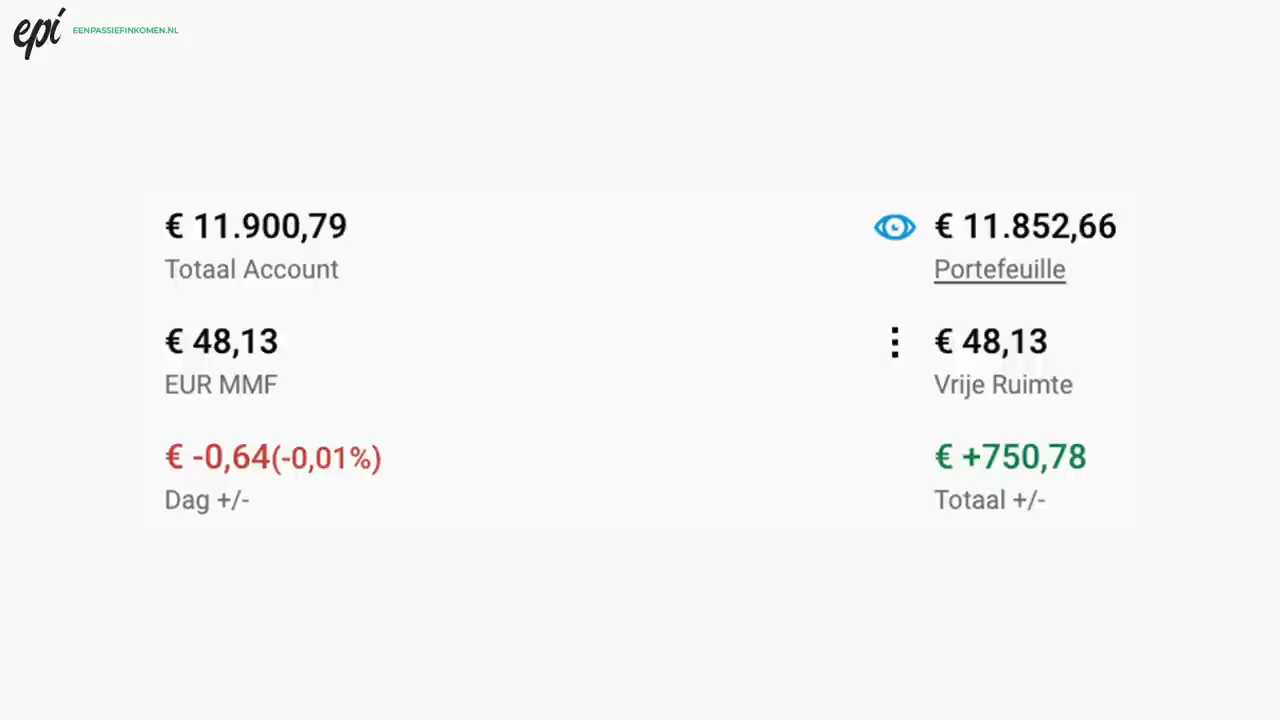 epi EENPASSIEFINKOMEN.NL
€ 11.900,79
Totaal Account
€ 11.852,66
Portefeuille
€ 48,13
EUR MMF
€ 48,13
Vrije Ruimte
€ -0,64(-0,01%)
Dag +/-
€ +750,78
Totaal +/-